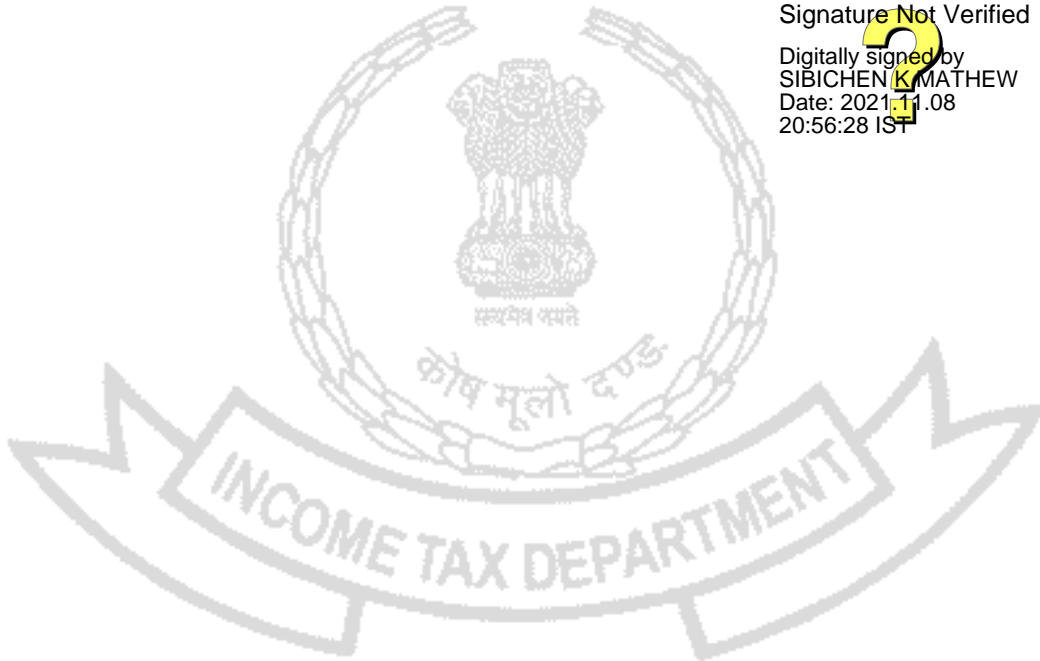 Signature Not Verified
Digitally signed by
SIBICHEN K MATHEW
Date: 2021.11.08
20:56:28 IST
सत्यमेव जयते
कोष मूलो दण्ड
INCOME TAX DEPARTMENT